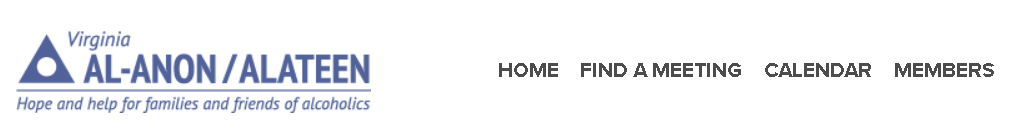 Virginia
AL-ANON / ALATEEN
Hope and help for families and friends of alcoholics
HOME FIND A MEETING CALENDAR MEMBERS